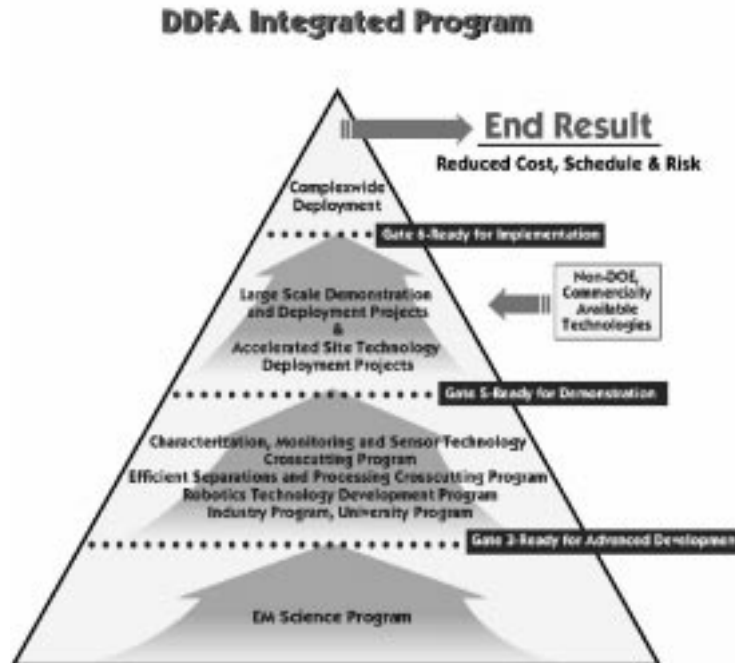 DDFA Integrated Program
End Result
Reduced Cost, Schedule & Risk
Complexwide
Deployment
Gate 6-Ready for Implementation
Non-DOE,
Commercially
Available
Technologies
Large Scale Demonstration
and Deployment Projects
&
Accelerated Site Technology
Deployment Projects
Gate 5-Ready for Demonstration
Characterization, Monitoring and Sensor Technology
Crosscutting Program
Efficient Separations and Processing Crosscutting Program
Robotics Technology Development Program
Industry Program, University Program
Gate 3-Ready for Advanced Development
EM Science Program